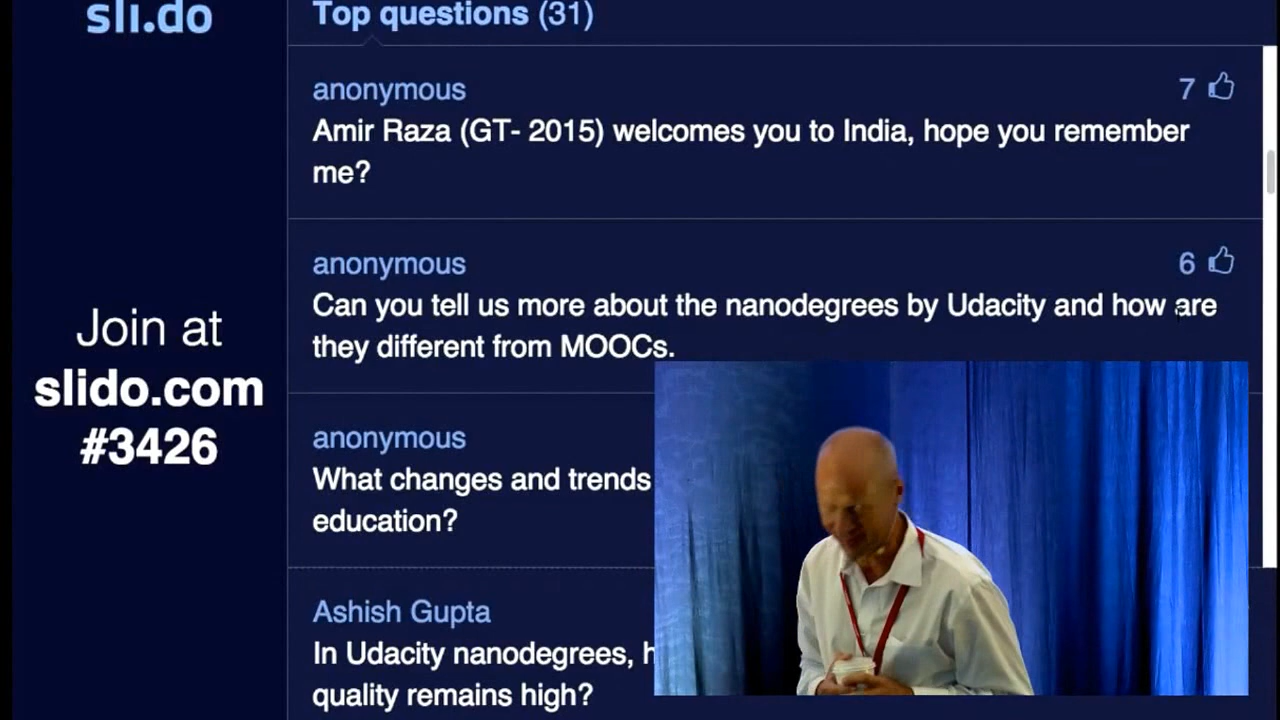 sli.do
Top questions (31)
anonymous
7
Amir Raza (GT- 2015) welcomes you to India, hope you remember
me?
anonymous
6
Can you tell us more about the nanodegrees by Udacity and how are
they different from MOOCs.
Join at
slido.com
#3426
anonymous
What changes and trends
education?
Ashish Gupta
In Udacity nanodegrees, h
quality remains high?